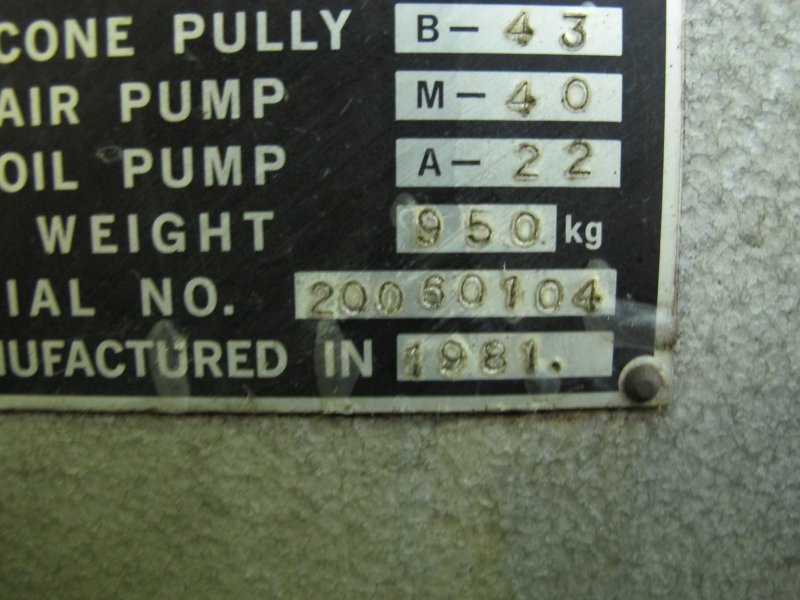 CONE PULLY B-43
AIR PUMP M-40
OIL PUMP A-22
WEIGHT 950 kg
IAL NO. 20060104
NUFACTURED IN 1981.